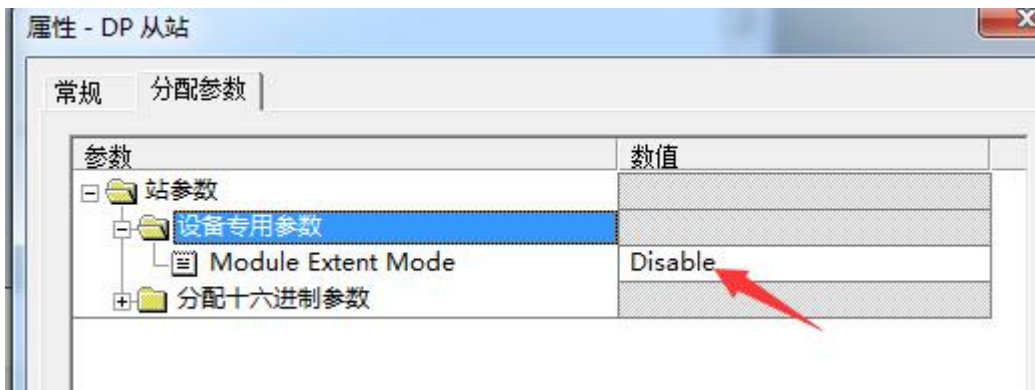 属性 - DP 从站
常规 分配参数
参数 数值
站参数
设备专用参数
Module Extent Mode Disable
分配十六进制参数